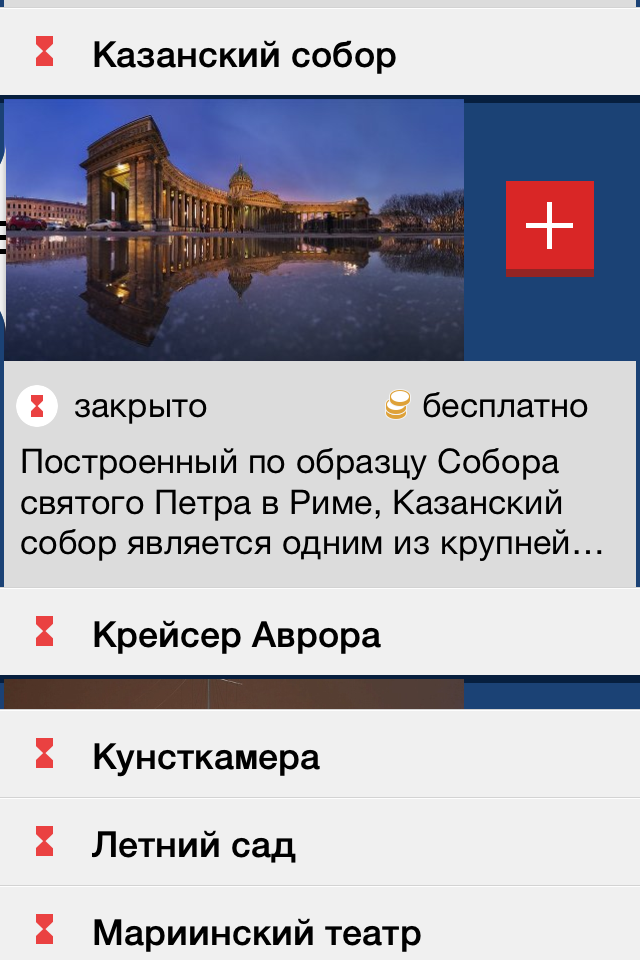 Казанский собор
закрыто
бесплатно
Построенный по образцу Собора
святого Петра в Риме, Казанский
собор является одним из крупней...
Крейсер Аврора
Кунсткамера
Летний сад
Мариинский театр